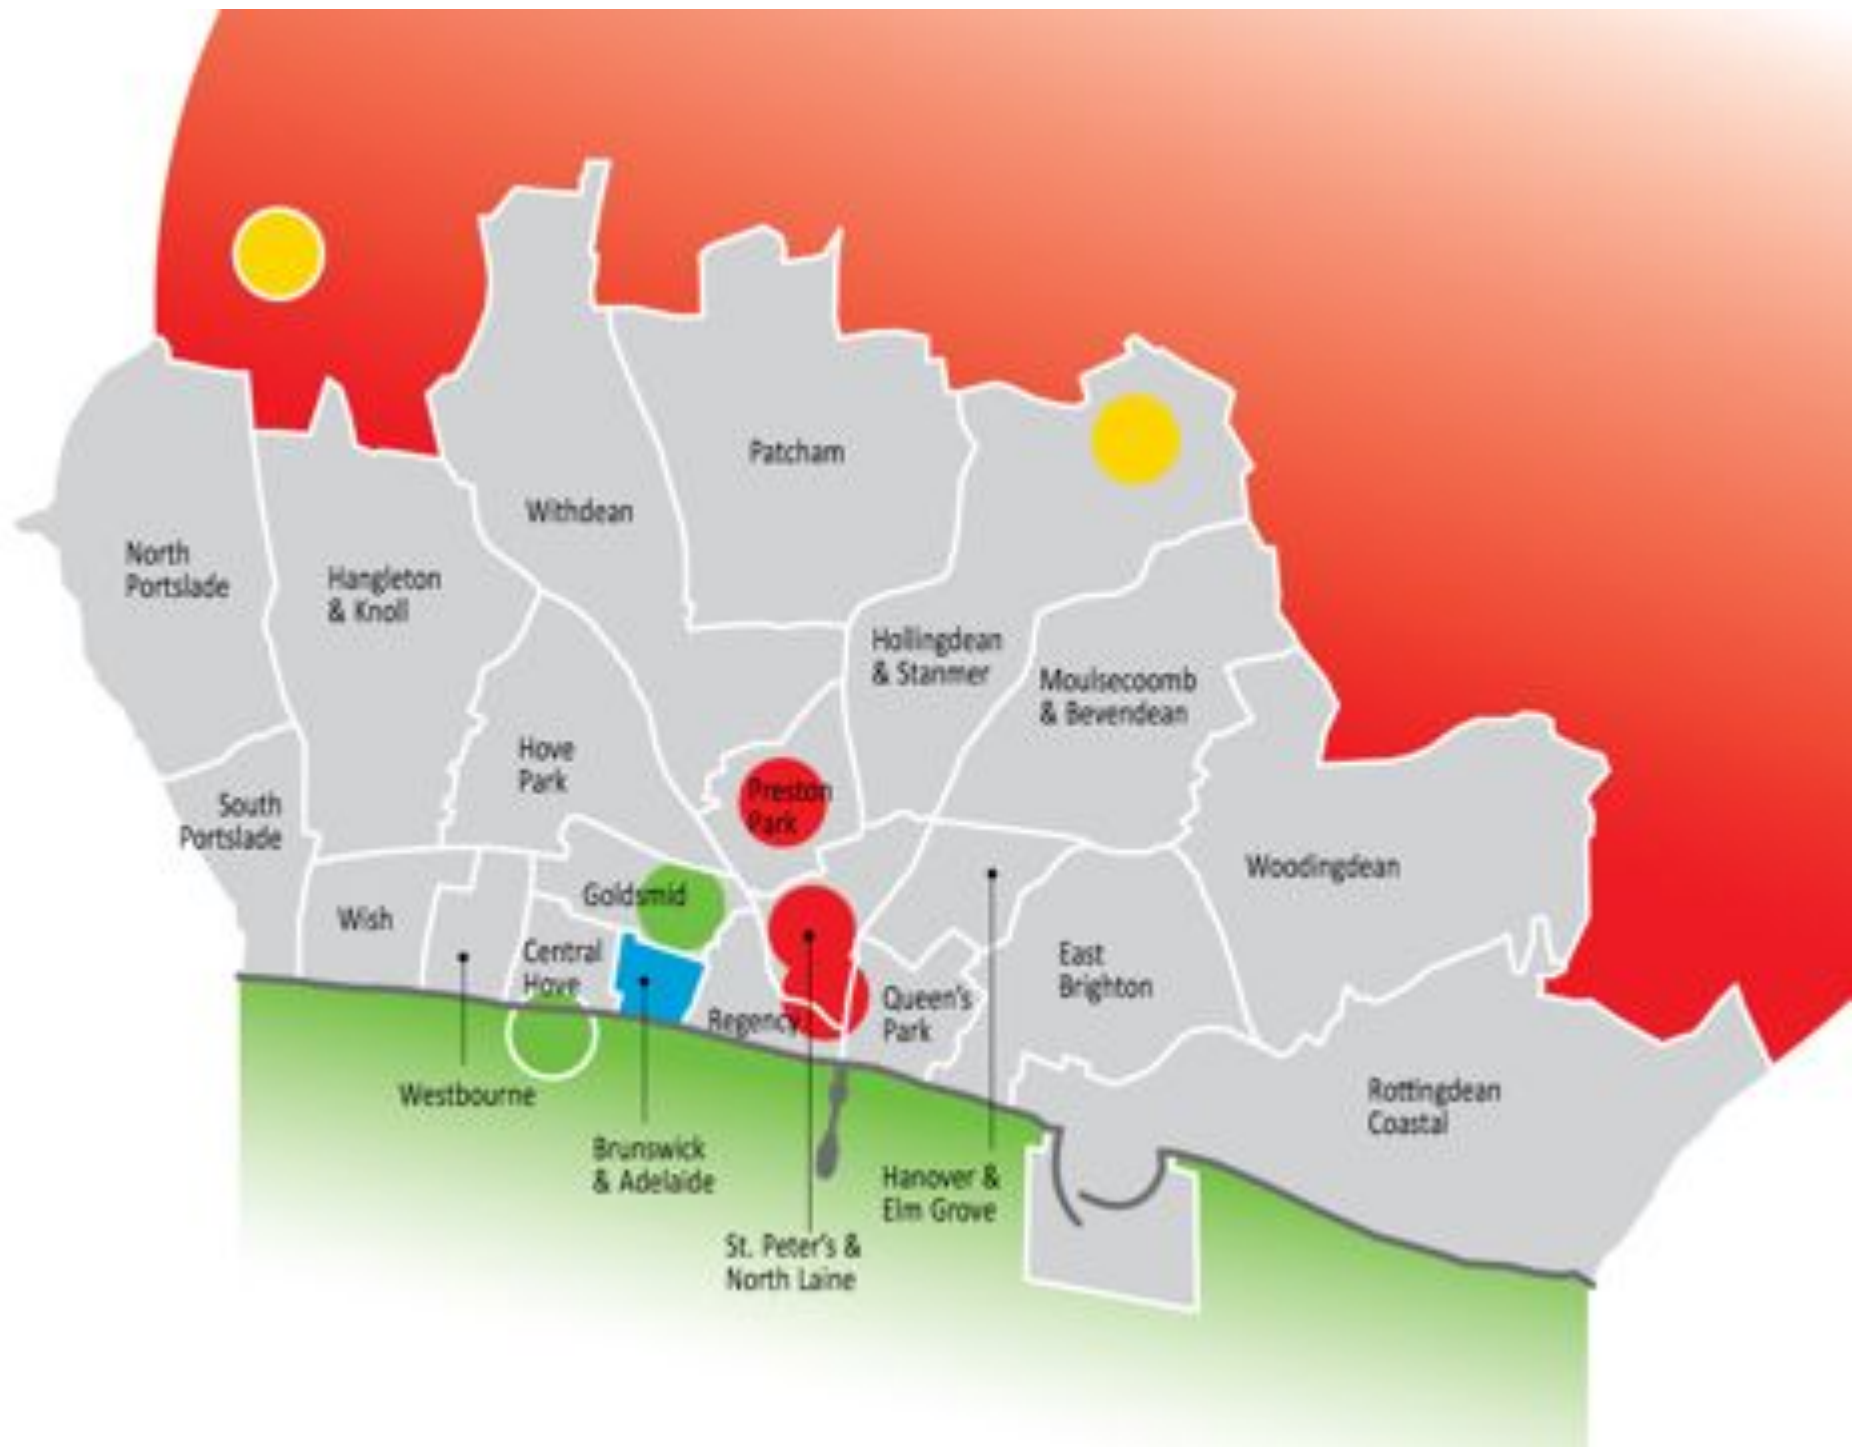 Patcham
Withdean
North
Portslade
Hangleton
& Knoll
Hollingdean
& Stanmer
Moulsecoomb
& Bevendean
Hove
Park
Preston
Park
South
Portslade
Woodingdean
Goldsmid
Wish
Central
Hove
East
Brighton
Queen's
Park
Regency
Westbourne
Rottingdean
Coastal
Brunswick
& Adelaide
Hanover &
Elm Grove
St. Peter's &
North Laine